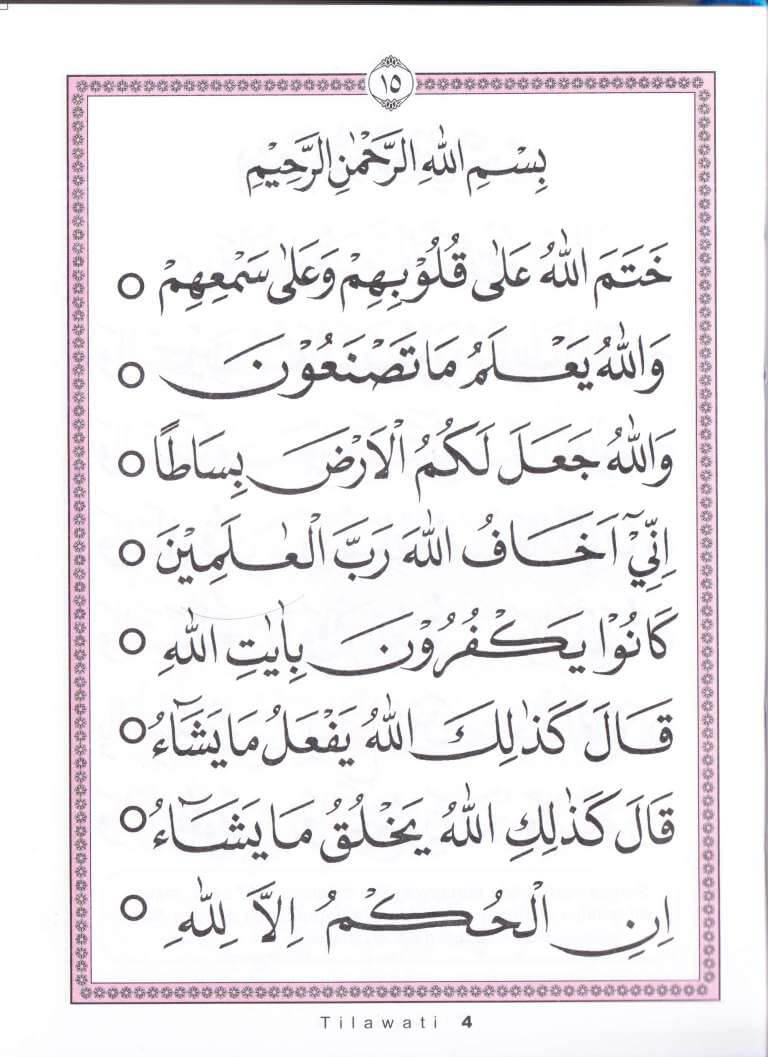 ١٥
بِسْمِ اللّٰهِ الرَّحْمٰنِ الرَّحِيْمِ
خَتَمَ اللّٰهُ عَلٰى قُلُوْبِهِمْ وَعَلٰى سَمْعِهِمْ ○
وَاللّٰهُ يَعْلَمُ مَا تَصْنَعُوْنَ ○
وَاللّٰهُ جَعَلَ لَكُمُ الْاَرْضَ بِسَاطًا ○
اِنِّيْٓ اَخَافُ اللّٰهَ رَبَّ الْعٰلَمِيْنَ ○
كَانُوْا يَكْفُرُوْنَ بِاٰيٰتِ اللّٰهِ ○
قَالَ كَذٰلِكَ اللّٰهُ يَفْعَلُ مَا يَشَآءُ ○
قَالَ كَذٰلِكِ اللّٰهُ يَخْلُقُ مَا يَشَآءُ ○
اِنِ الْحُكْمُ اِلَّا لِلّٰهِ ○
Tilawati 4